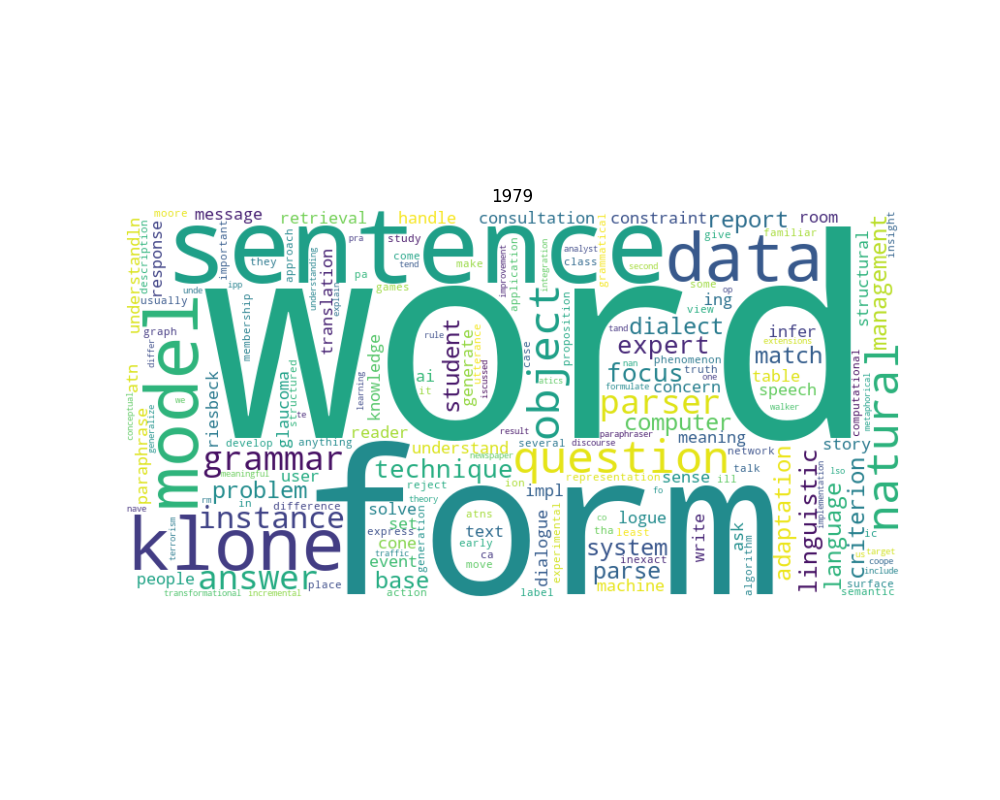 1979
moore
message
retrieval
handle
consultation
constraint
report
room
familiar
insight
understandln
description
response
important
they
approach
understanding
pra
study
come
tend
games
pa
make
sentence
improvement
application
integration
analyst
class
grammatical
second
give
data
some
op
view
structural
management
usually
ipp
unde
explain
translation
membership
graph
differ
model
word
object
proposition
case
ing
dialect
expert
tand
phenomenon
nan
truth
one
focus
formulate
concern
infer
extensions
match
table
speech
walker
computational
metaphorical
natural
conceptual
generalize
we
atn
paraphrase
riesbeck
glaucoma
structured
te
learning
knowledge
ai
it
student
rule
generate
utterance
iscussed
atics
result
parser
computer
paraphraser
discourse
several
reader
develop
anything
grammar
meaningful
user
understand
newspaper
technique
question
representation
meaning
network
sense
talk
ill
story
language
criterion
lso
ic
linguistic
implementation
adaptation
problem
rm
in
difference
theory
reject
ion
impl
fo
form
nave
klone
instance
terrorism
solve
express
set
traffic
cone
event
generation
atns
text
early
ca
move
dialogue
experimental
co
tha
least
logue
system
inexact
parse
write
ask
algorithm
people
answer
place
base
action
label
machine
us
target
coope
include
surface
semantic
transformational
incremental